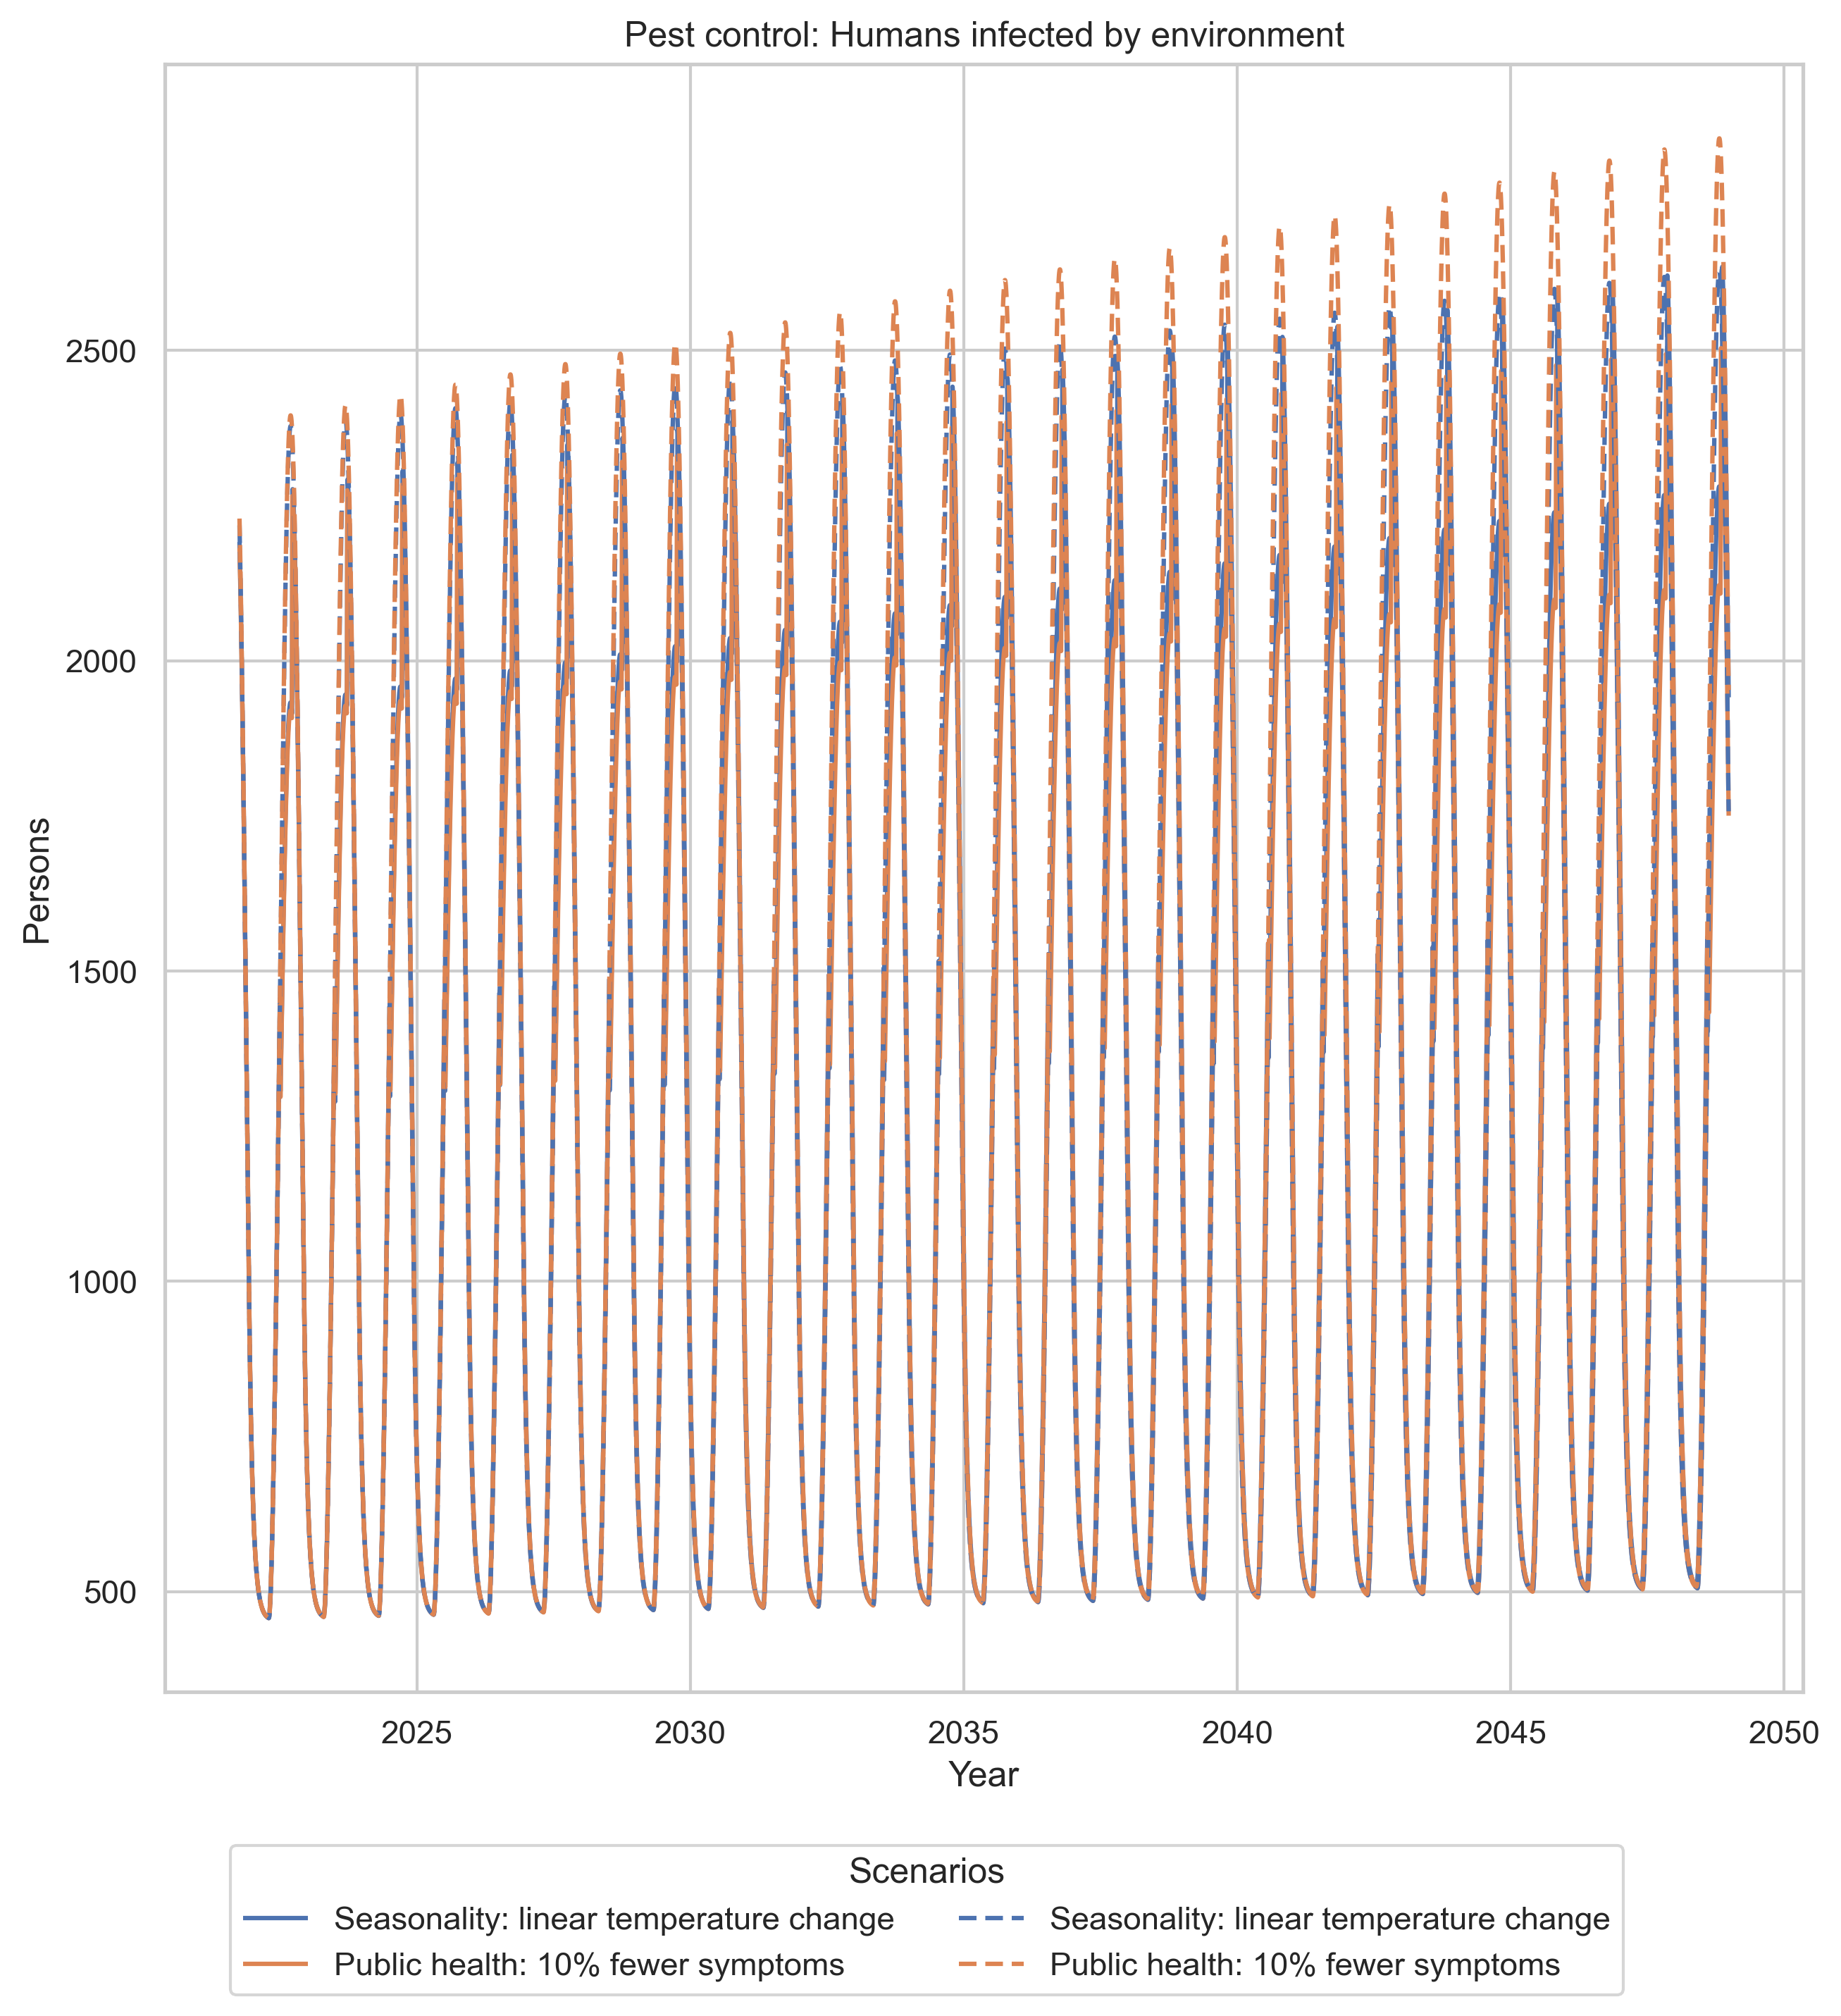 Pest control: Humans infected by environment
2500
2000
1500
1000
500
Persons
2025 2030 2035 2040 2045 2050
Year
Scenarios
Seasonality: linear temperature change Seasonality: linear temperature change
Public health: 10% fewer symptoms Public health: 10% fewer symptoms